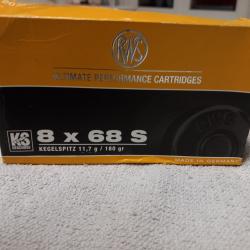 RWS
ULTIMATE PERFORMANCE CARTRIDGES
KS
8 x 68 S
KEGELSPITZ 11,7 g / 180 gr
MADE IN GERMANY